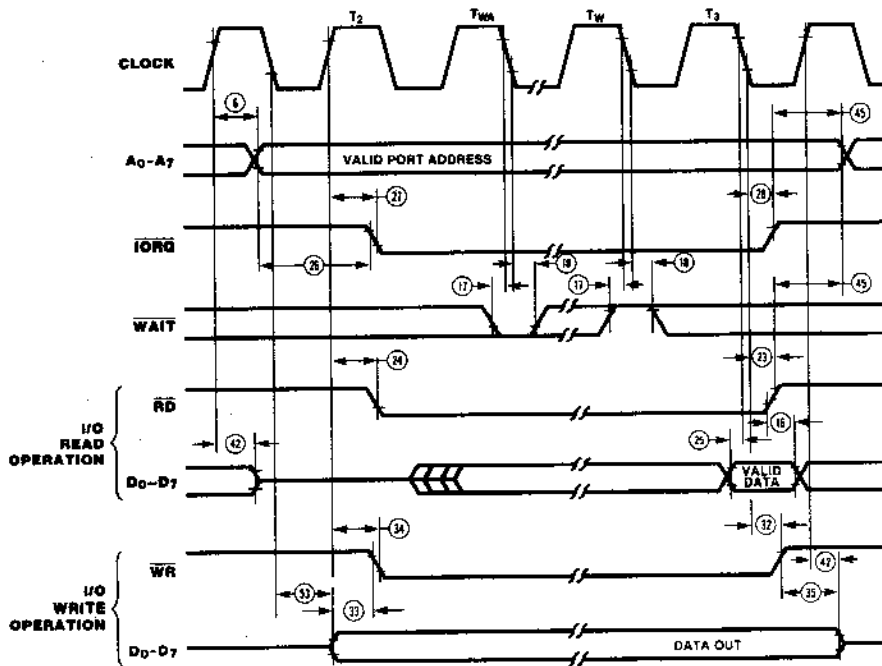 T2 TWA TW T3
CLOCK
6 45
A0–A7 VALID PORT ADDRESS
27 28
IORQ
26 18 18
17 17 45
WAIT
24 23
RD
16
I/O
READ
OPERATION
42 25
D0–D7 VALID
DATA
34 32
WR
42
I/O
WRITE
OPERATION
53 33 35
D0–D7 DATA OUT